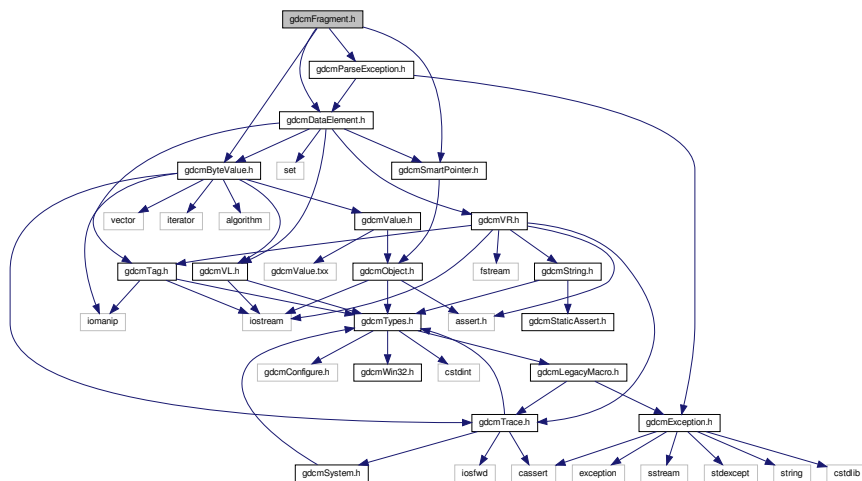 gdcmFragment.h
gdcmParseException.h
gdcmDataElement.h
gdcmByteValue.h
set
gdcmSmartPointer.h
vector
iterator
algorithm
gdcmValue.h
gdcmVR.h
gdcmTag.h
gdcmVL.h
gdcmValue.txx
gdcmObject.h
fstream
gdcmString.h
iomanip
iostream
gdcmTypes.h
assert.h
gdcmStaticAssert.h
gdcmConfigure.h
gdcmWin32.h
cstdint
gdcmLegacyMacro.h
gdcmTrace.h
gdcmException.h
gdcmSystem.h
iosfwd
cassert
exception
sstream
stdexcept
string
cstdlib